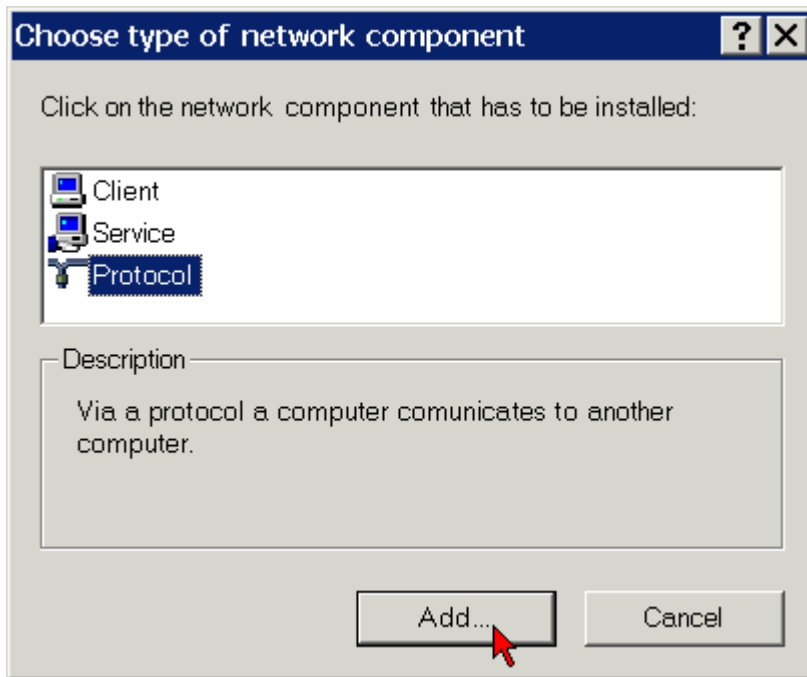 Choose type of network component
Click on the network component that has to be installed:
Client
Service
Protocol
Description
Via a protocol a computer comunicates to another
computer.
Add...
Cancel